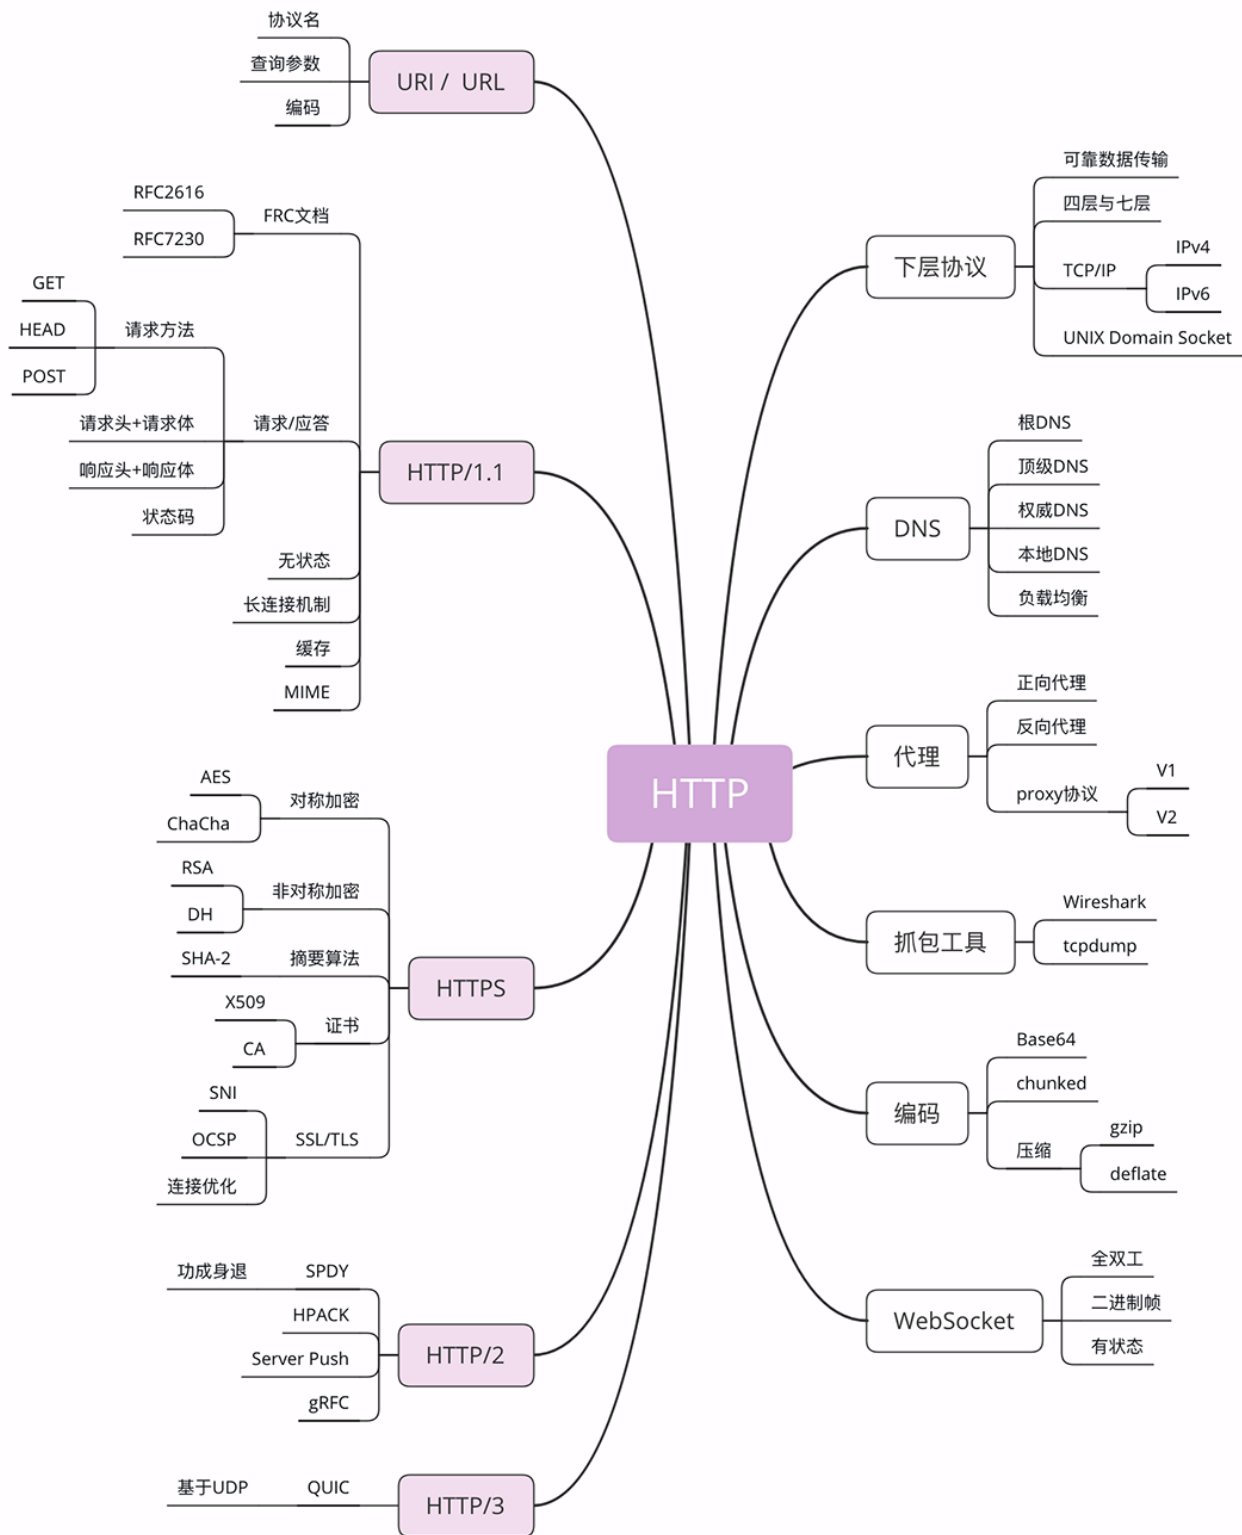 协议名
查询参数
编码
URI / URL
RFC2616
RFC7230
FRC文档
GET
HEAD
POST
请求方法
请求头+请求体
响应头+响应体
状态码
请求/应答
无状态
长连接机制
缓存
MIME
HTTP/1.1
AES
ChaCha
对称加密
RSA
DH
非对称加密
SHA-2
摘要算法
X509
CA
证书
SNI
OCSP
连接优化
SSL/TLS
HTTPS
功成身退
SPDY
HPACK
Server Push
gRFC
HTTP/2
基于UDP
QUIC
HTTP/3
HTTP
下层协议
可靠数据传输
四层与七层
TCP/IP
IPv4
IPv6
UNIX Domain Socket
DNS
根DNS
顶级DNS
权威DNS
本地DNS
负载均衡
代理
正向代理
反向代理
proxy协议
V1
V2
抓包工具
Wireshark
tcpdump
编码
Base64
chunked
压缩
gzip
deflate
WebSocket
全双工
二进制帧
有状态